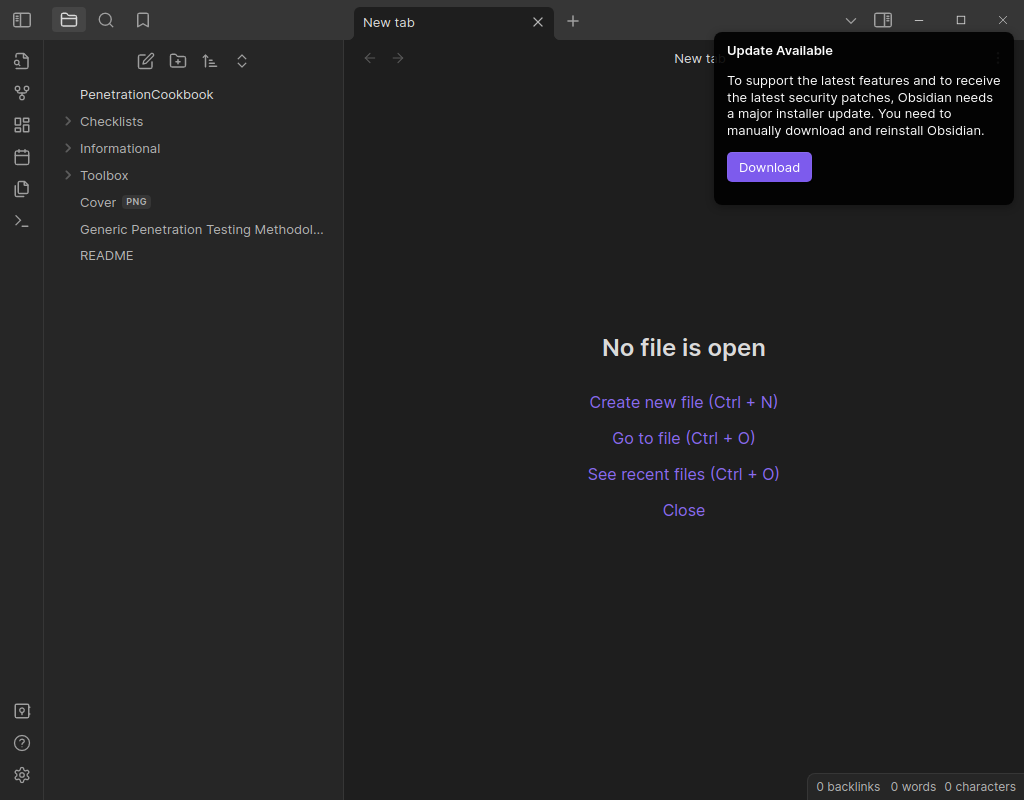 New tab
PenetrationCookbook
Checklists
Informational
Toolbox
Cover PNG
Generic Penetration Testing Methodol...
README
New tab
Update Available
To support the latest features and to receive
the latest security patches, Obsidian needs
a major installer update. You need to
manually download and reinstall Obsidian.
Download
No file is open
Create new file (Ctrl + N)
Go to file (Ctrl + O)
See recent files (Ctrl + O)
Close
0 backlinks 0 words 0 characters